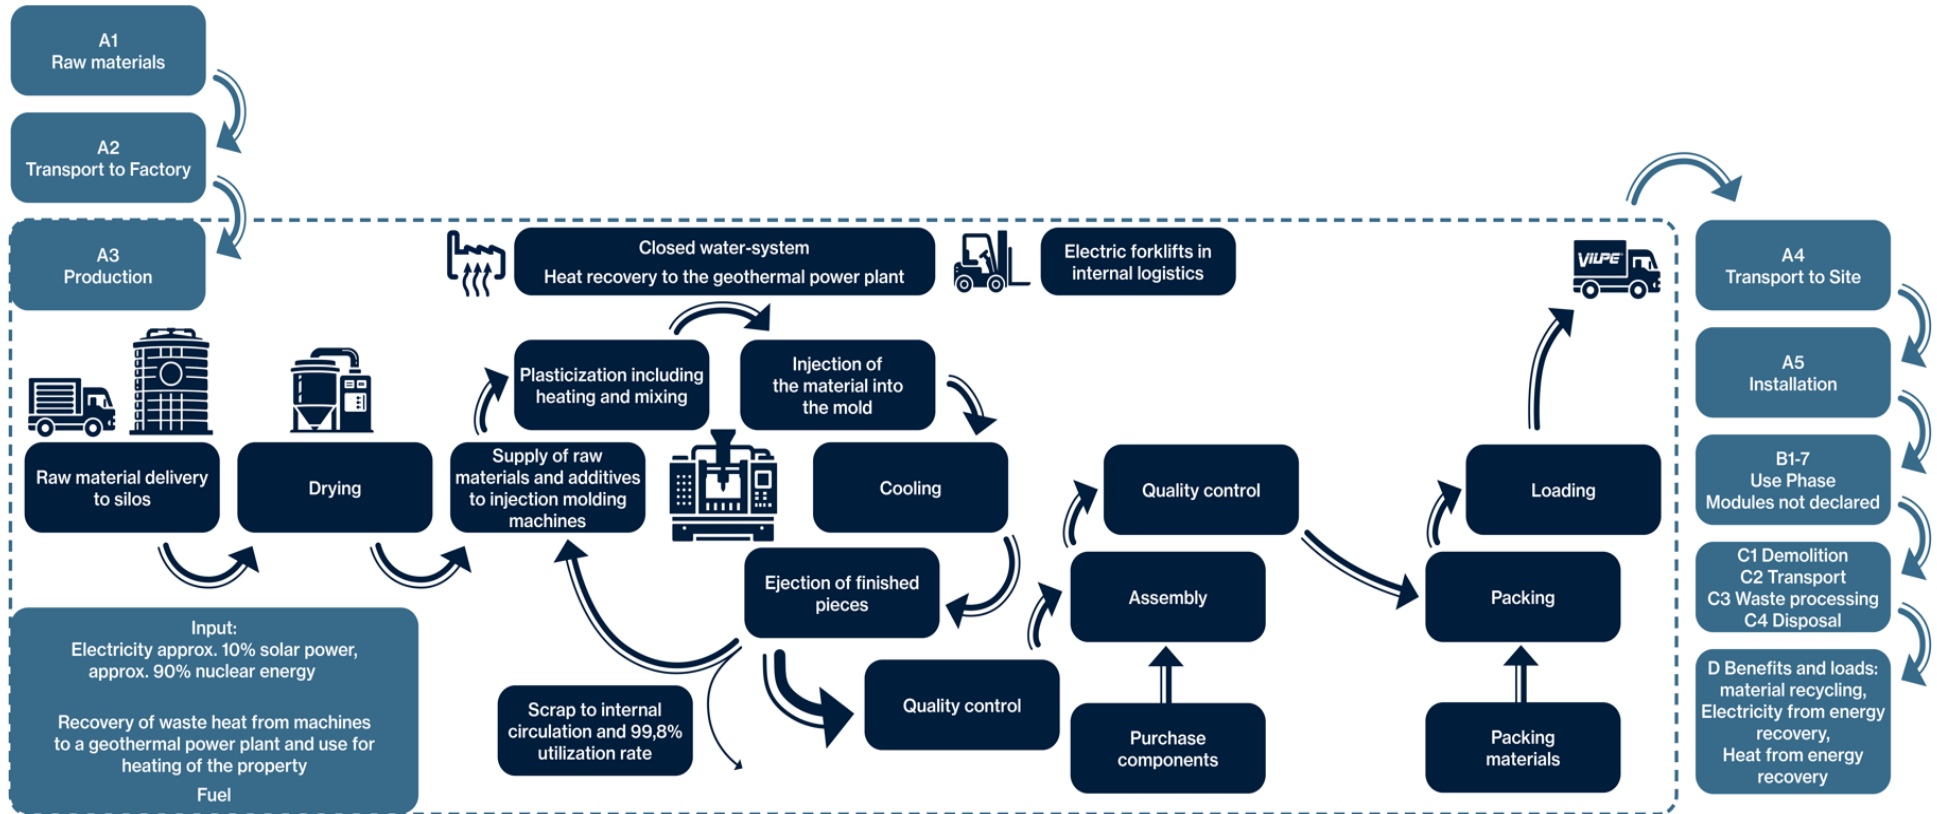 A1
Raw materials
A2
Transport to Factory
A3
Production
Closed water-system
Heat recovery to the geothermal power plant
Electric forklifts in
internal logistics
VILPE
Raw material delivery
to silos
Drying
Supply of raw
materials and additives
to injection molding
machines
Plasticization including
heating and mixing
Injection of
the material into
the mold
Cooling
Ejection of finished
pieces
Scrap to internal
circulation and 99,8%
utilization rate
Quality control
Assembly
Purchase
components
Quality control
Packing
Packing
materials
Loading
Input:
Electricity approx. 10% solar power,
approx. 90% nuclear energy
Recovery of waste heat from machines
to a geothermal power plant and use for
heating of the property
Fuel
A4
Transport to Site
A5
Installation
B1-7
Use Phase
Modules not declared
C1 Demolition
C2 Transport
C3 Waste processing
C4 Disposal
D Benefits and loads:
material recycling,
Electricity from energy
recovery,
Heat from energy
recovery